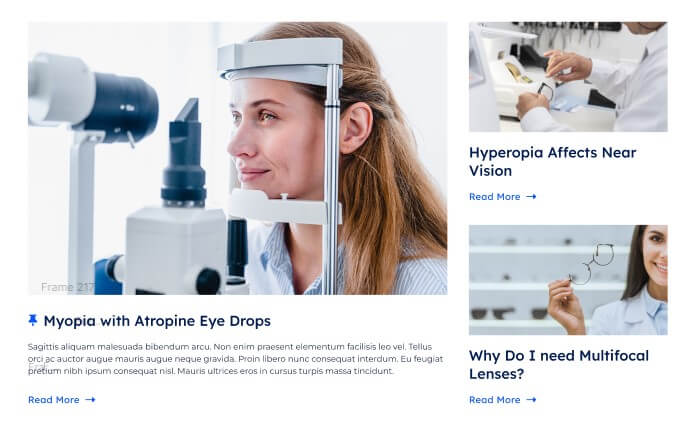 Frame 217
Myopia with Atropine Eye Drops
Sagittis aliquam malesuada bibendum arcu. Non enim praesent elementum facilisis leo vel. Tellus
orci ac auctor augue mauris augue neque gravida. Proin libero nunc consequat interdum. Eu feugiat
pretium nibh ipsum consequat nisl. Mauris ultrices eros in cursus turpis massa tincidunt.
Read More
Hyperopia Affects Near
Vision
Read More
Why Do I need Multifocal
Lenses?
Read More